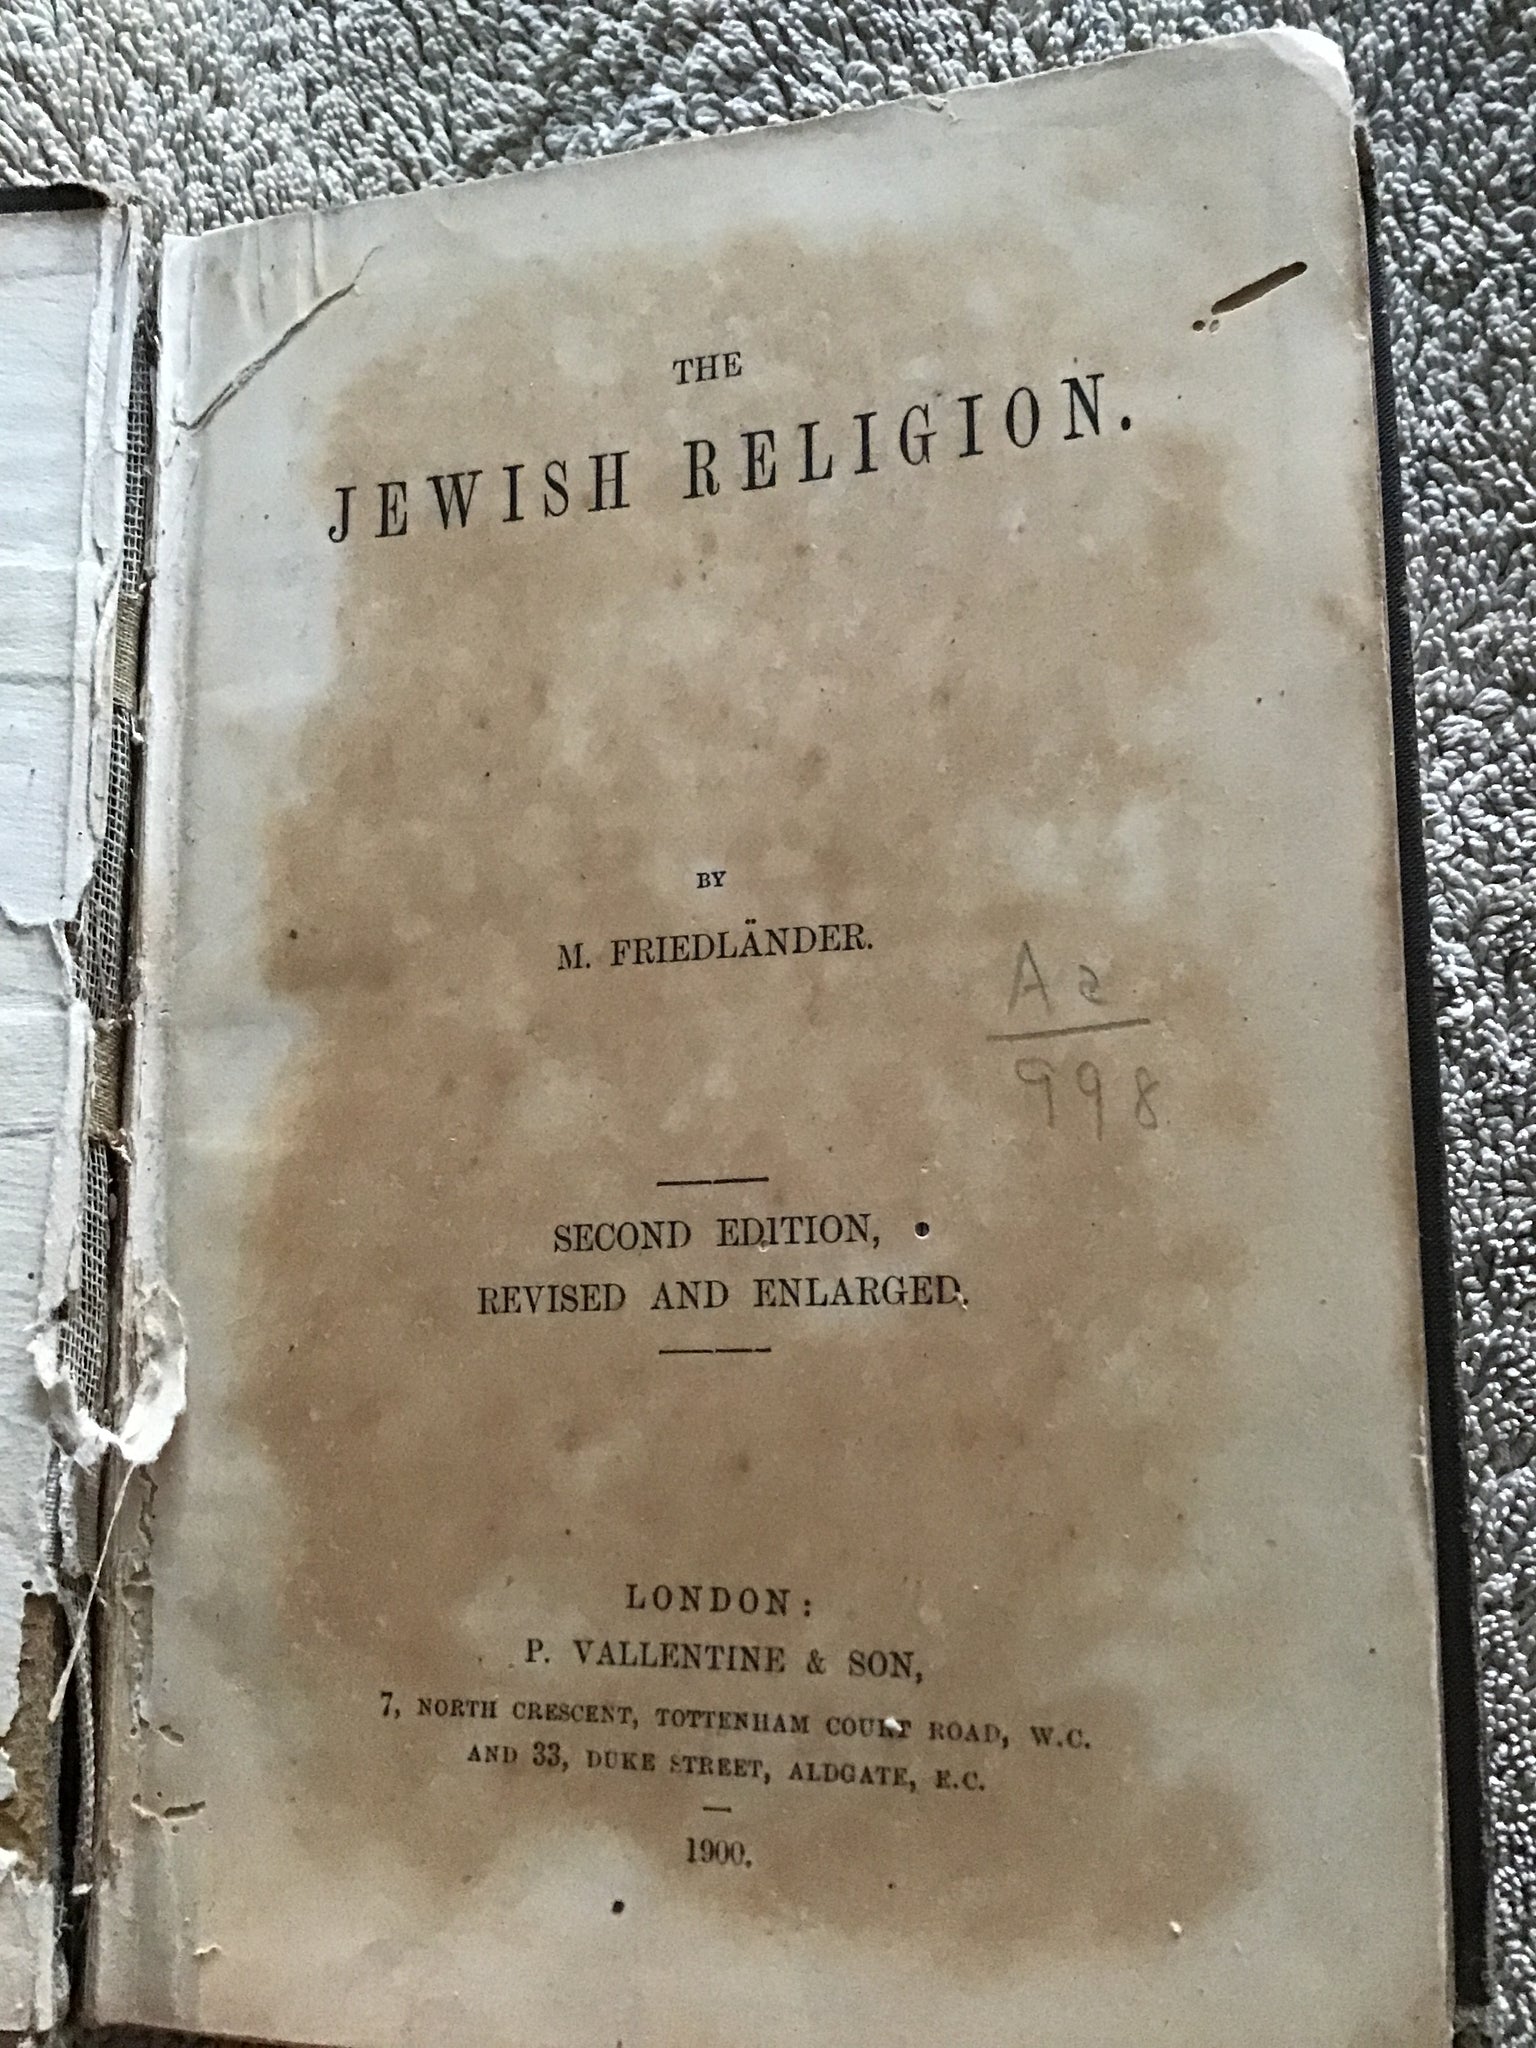 THE
JEWISH RELIGION.
BY
M. FRIEDLÄNDER.
A
998
SECOND EDITION,
REVISED AND ENLARGED.
LONDON:
P. VALLENTINE & SON,
7, NORTH CRESCENT, TOTTENHAM COURT ROAD, W.C.
AND 33, DUKE STREET, ALDGATE, E.C.
1900.